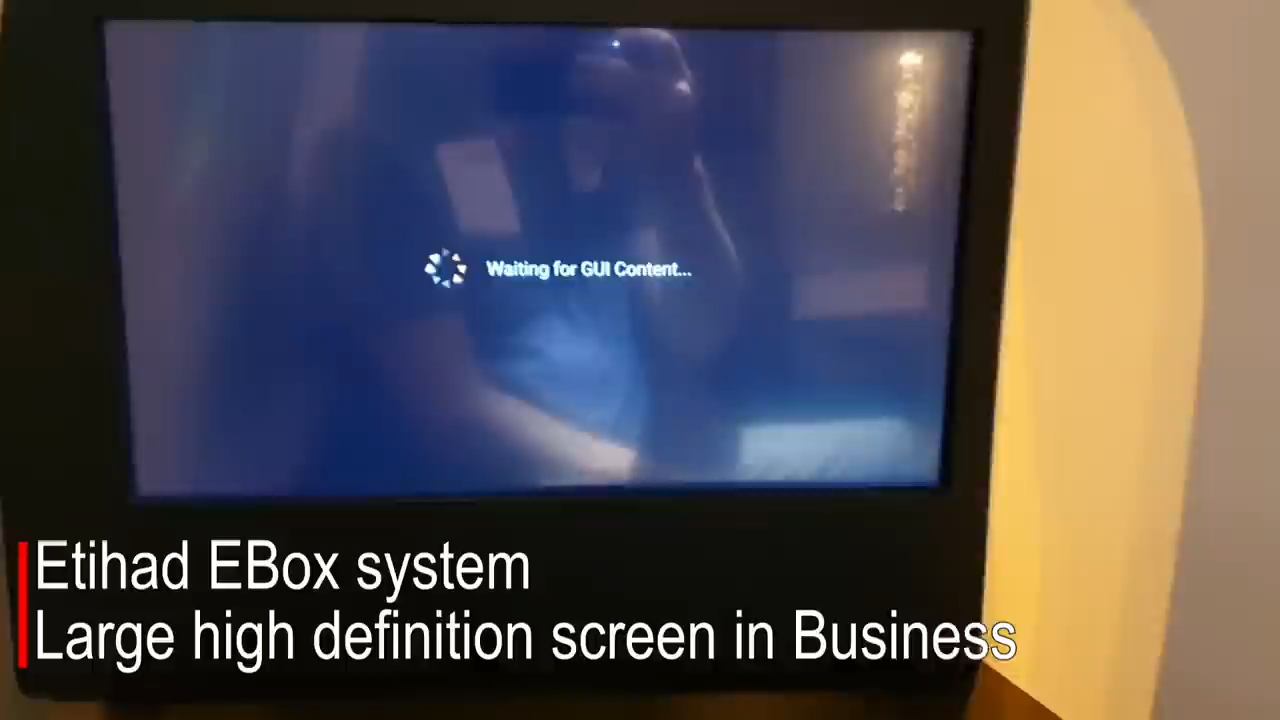 Waiting for GUI Content...
Etihad EBox system
Large high definition screen in Business